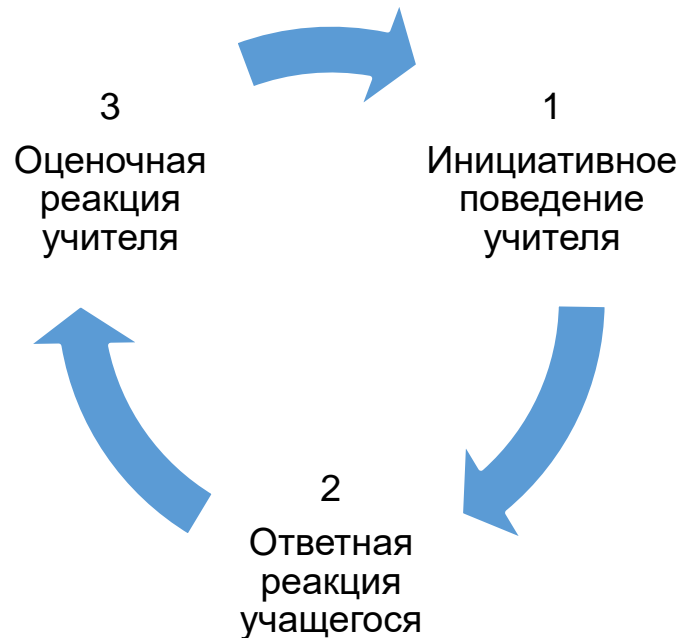 1
Инициативное
поведение
учителя
2
Ответная
реакция
учащегося
3
Оценочная
реакция
учителя